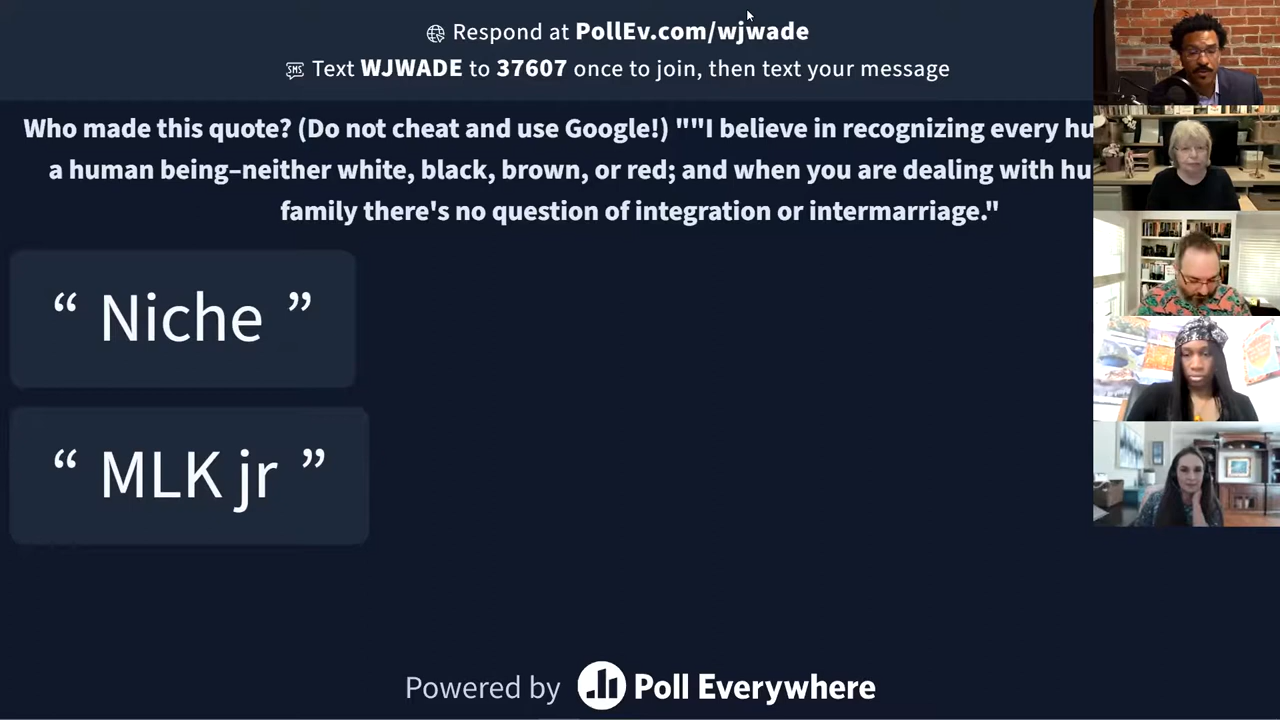 Respond at PollEv.com/wjwade
Text WJWADE to 37607 once to join, then text your message
Who made this quote? (Do not cheat and use Google!) ""I believe in recognizing every hu
a human being–neither white, black, brown, or red; and when you are dealing with hu
family there's no question of integration or intermarriage."
“ Niche ”
“ MLK jr ”
Powered by Poll Everywhere